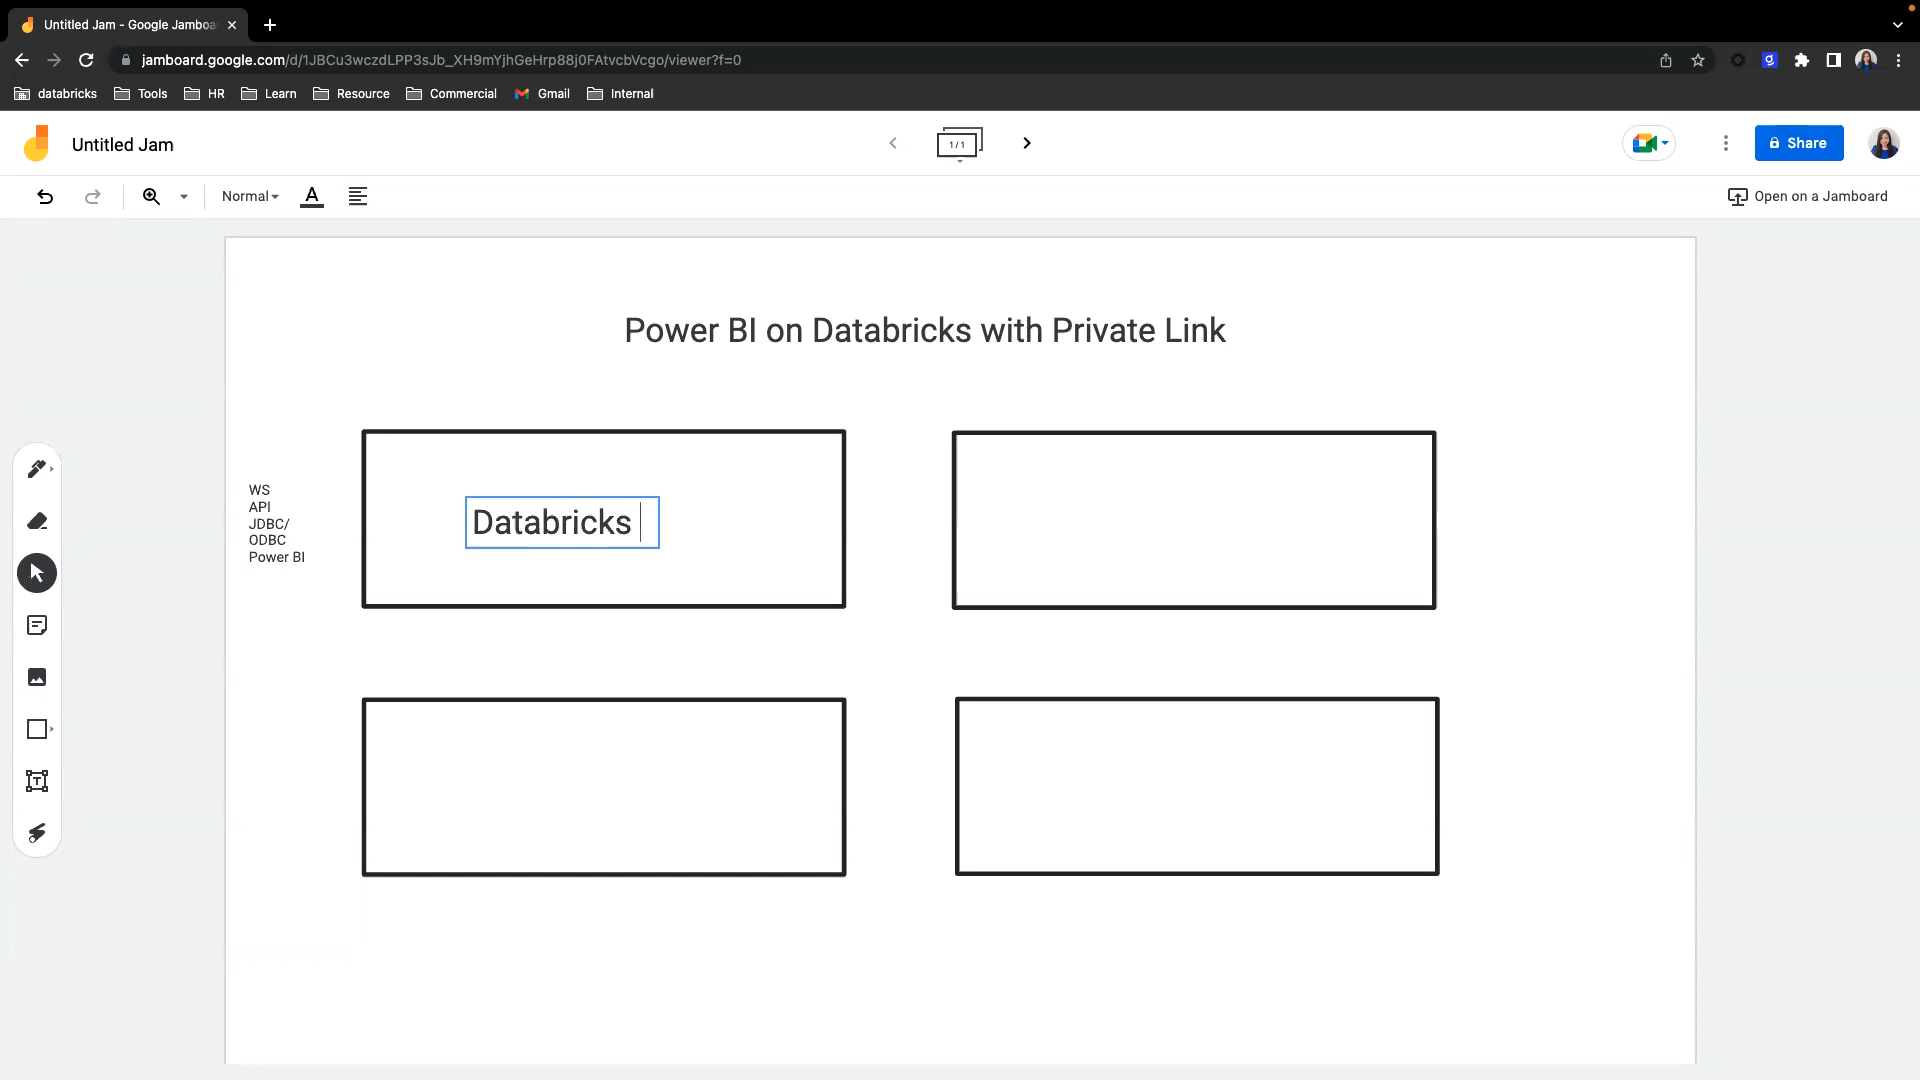 Untitled Jam - Google Jamboa
jamboard.google.com/d/1JBCu3wczdLPP3sJb_XH9mYjhGeHrp88j0FAtvcbVcgo/viewer?f=0
databricks Tools HR Learn Resource Commercial Gmail Internal
Untitled Jam
1/1
Share
Normal
A
Open on a Jamboard
Power BI on Databricks with Private Link
WS
API
JDBC/
ODBC
Power BI
Databricks